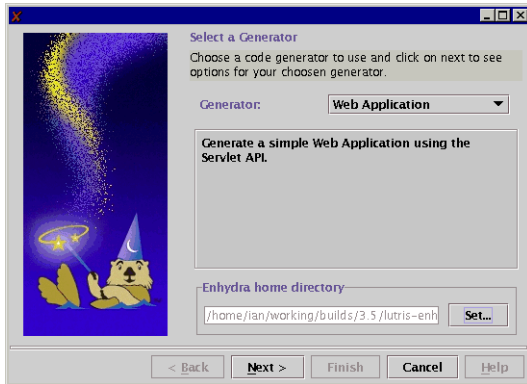 Select a Generator
Choose a code generator to use and click on next to see
options for your choosen generator.
Generator:
Web Application
Generate a simple Web Application using the
Servlet API.
Enhydra home directory
/home/ian/working/builds/3.5/lutris-enh
Set...
< Back
Next >
Finish
Cancel
Help